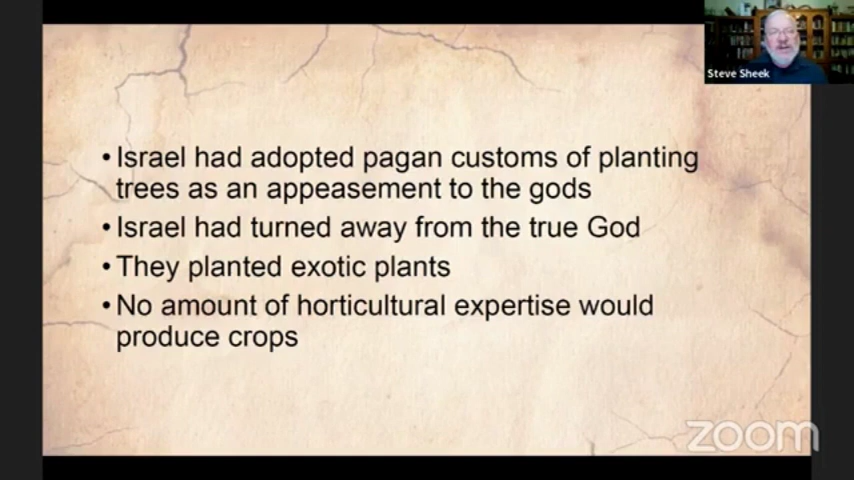 Steve Sheek
• Israel had adopted pagan customs of planting
trees as an appeasement to the gods
• Israel had turned away from the true God
• They planted exotic plants
• No amount of horticultural expertise would
produce crops
zoom